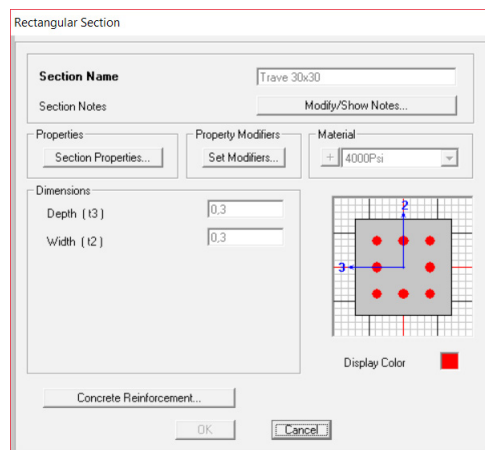 Rectangular Section
Section Name
Trave 30x30
Section Notes
Modify/Show Notes...
Properties
Property Modifiers
Material
Section Properties...
Set Modifiers...
+
4000Psi
Dimensions
Depth ( t3 )
0,3
Width ( t2 )
0,3
2
3
Display Color
Concrete Reinforcement...
OK
Cancel